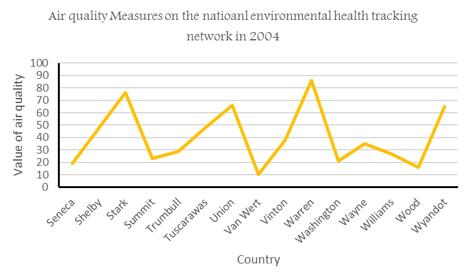 Air quality Measures on the natioanl environmental health tracking
network in 2004
Value of air quality
100
90
80
70
60
50
40
30
20
10
0
Seneca
Shelby
Stark
Summit
Trumbull
Tuscarawas
Union
Van Wert
Vinton
Warren
Washington
Wayne
Williams
Wood
Wyandot
Country